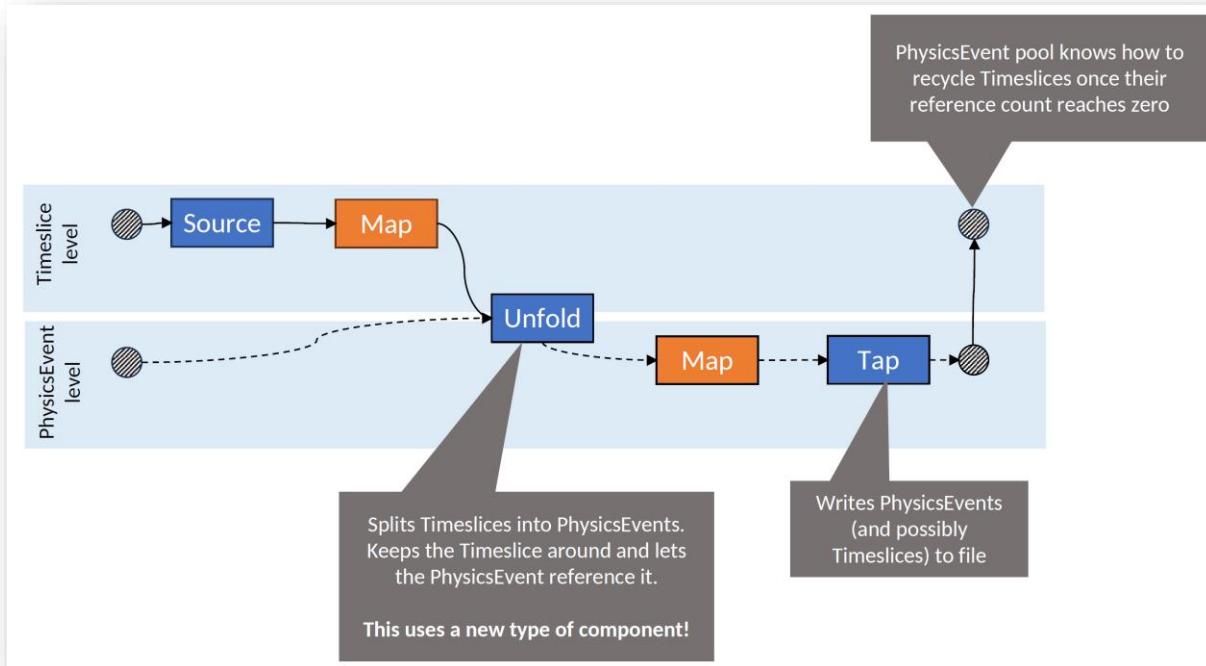 PhysicsEvent pool knows how to
recycle Timeslices once their
reference count reaches zero
Timeslice
level
Source
Map
Unfold
PhysicsEvent
level
Map
Tap
Splits Timeslices into PhysicsEvents.
Keeps the Timeslice around and lets
the PhysicsEvent reference it.
This uses a new type of component!
Writes PhysicsEvents
(and possibly
Timeslices) to file